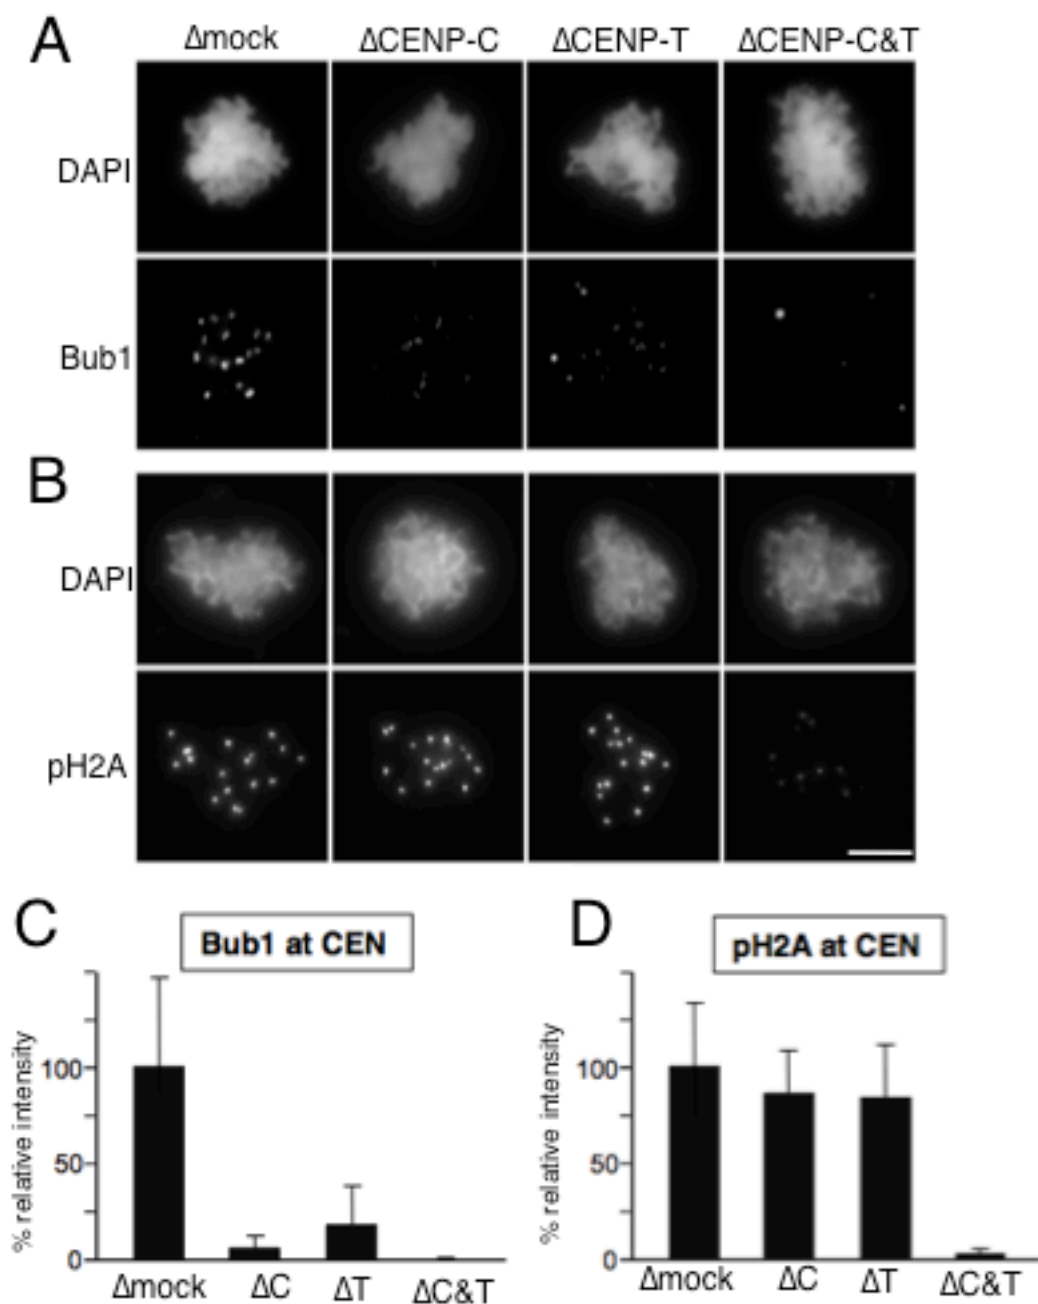 A
Δmock ΔCENP-C ΔCENP-T ΔCENP-C&T
DAPI
Bub1
B
DAPI
pH2A
C
Bub1 at CEN
% relative intensity
100
50
0
Δmock ΔC ΔT ΔC&T
D
pH2A at CEN
% relative intensity
100
50
0
Δmock ΔC ΔT ΔC&T